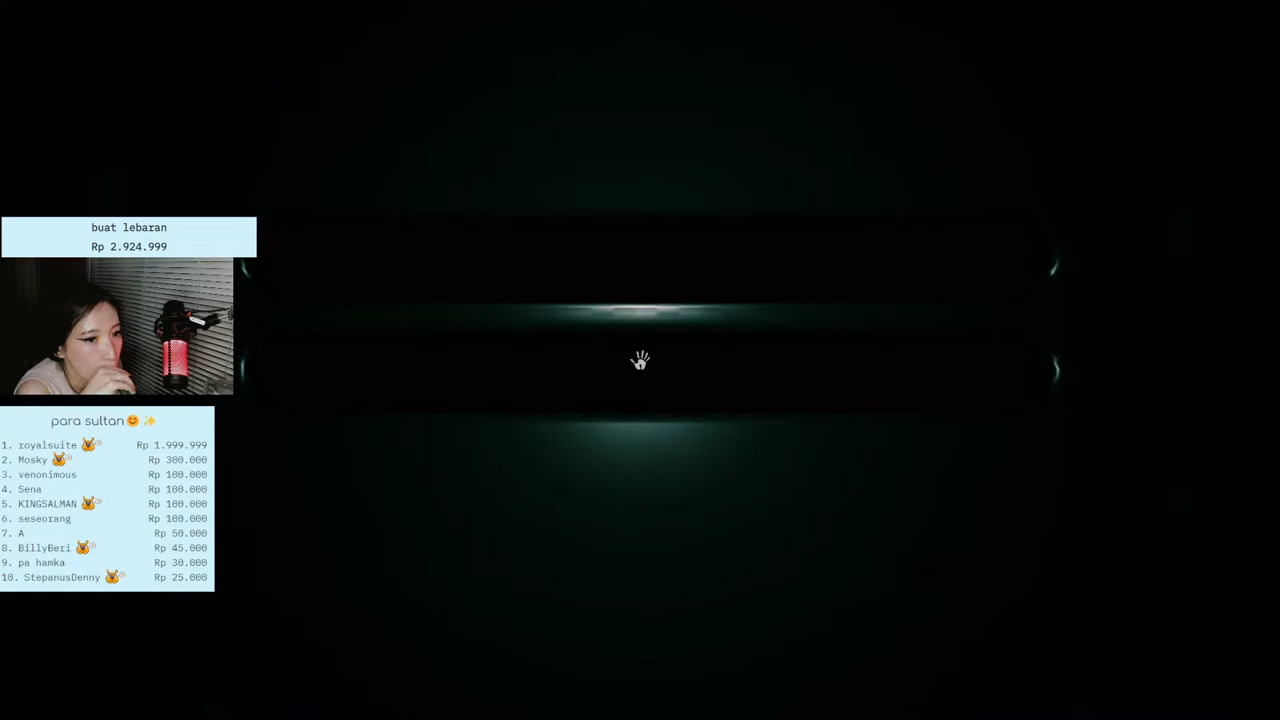 buat lebaran
Rp 2.924.999
para sultan😊✨
1. royalsuite Rp 1.999.999
2. Mosky Rp 300.000
3. venonimous Rp 100.000
4. Sena Rp 100.000
5. KINGSALMAN Rp 100.000
6. seseorang Rp 100.000
7. A Rp 50.000
8. BillyBeri Rp 45.000
9. pa hamka Rp 30.000
10. StepanusDenny Rp 25.000